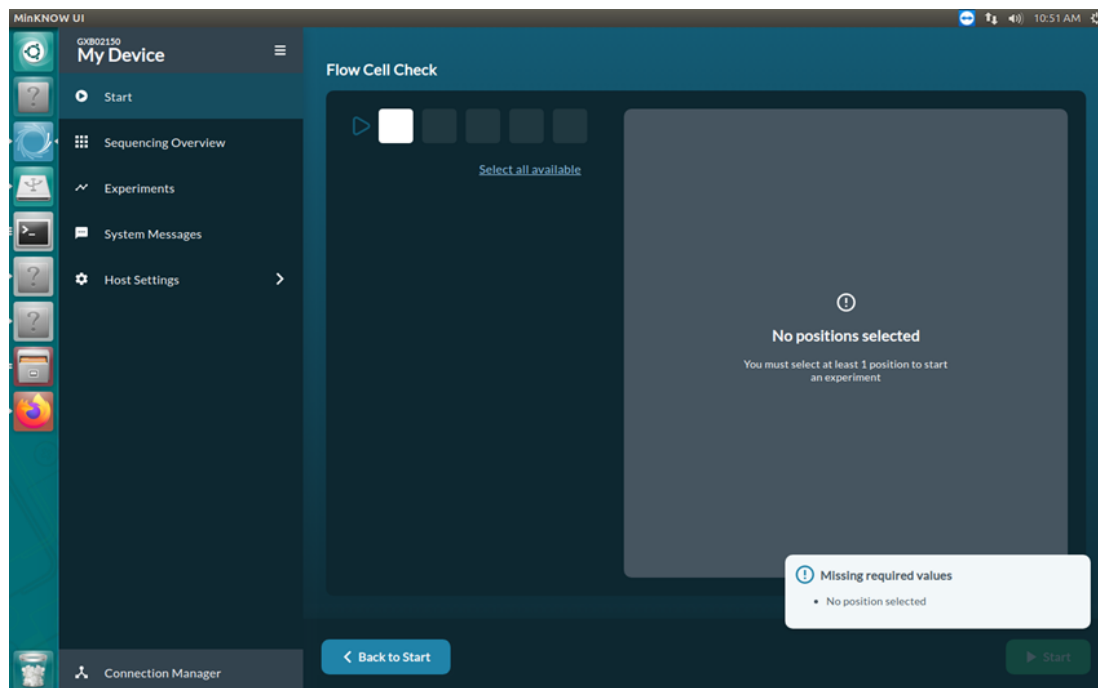 MinKNOW UI
10:51 AM
GXB02150
My Device
Start
Sequencing Overview
Experiments
System Messages
Host Settings
Connection Manager
Flow Cell Check
Select all available
No positions selected
You must select at least 1 position to start
an experiment
Missing required values
• No position selected
Back to Start
Start